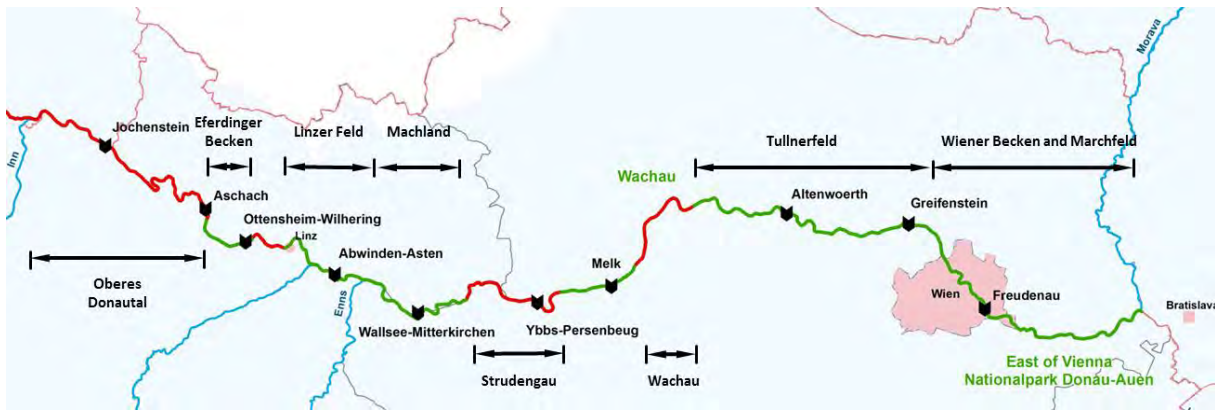 Morava
Eferdinger
Becken
Linzer Feld
Machland
Jochenstein
Tullnerfeld
Wiener Becken and Marchfeld
Inn
Wachau
Aschach
Altenwoerth
Greifenstein
Ottensheim-Wilhering
Linz
Abwinden-Asten
Melk
Oberes
Donautal
Enns
Wien
Freudenau
Bratislava
Wallsee-Mitterkirchen
Ybbs-Persenbeug
Strudengau
Wachau
East of Vienna
Nationalpark Donau-Auen